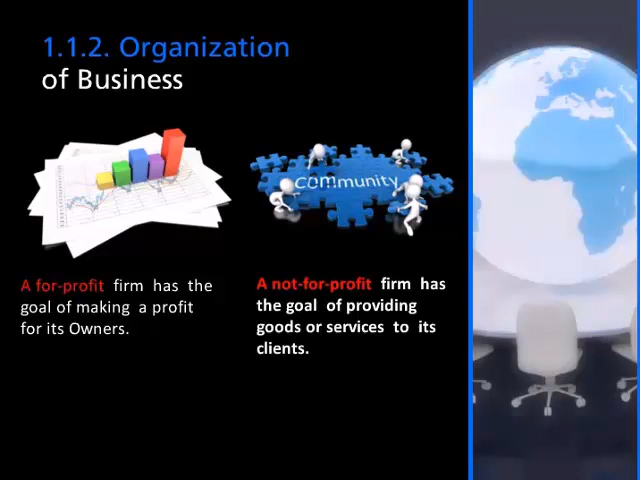 1.1.2. Organization
of Business
community
A for-profit firm has the
goal of making a profit
for its Owners.
A not-for-profit firm has
the goal of providing
goods or services to its
clients.